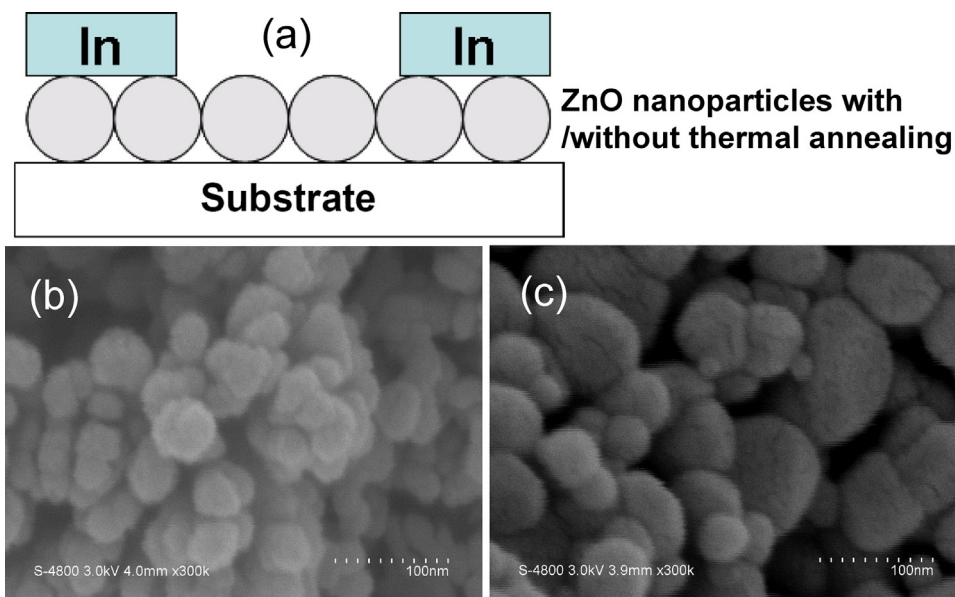 In (a) In
ZnO nanoparticles with
/without thermal annealing
Substrate
(b) (c)
S-4800 3.0kV 4.0mm x300k 100nm
S-4800 3.0kV 3.9mm x300k 100nm